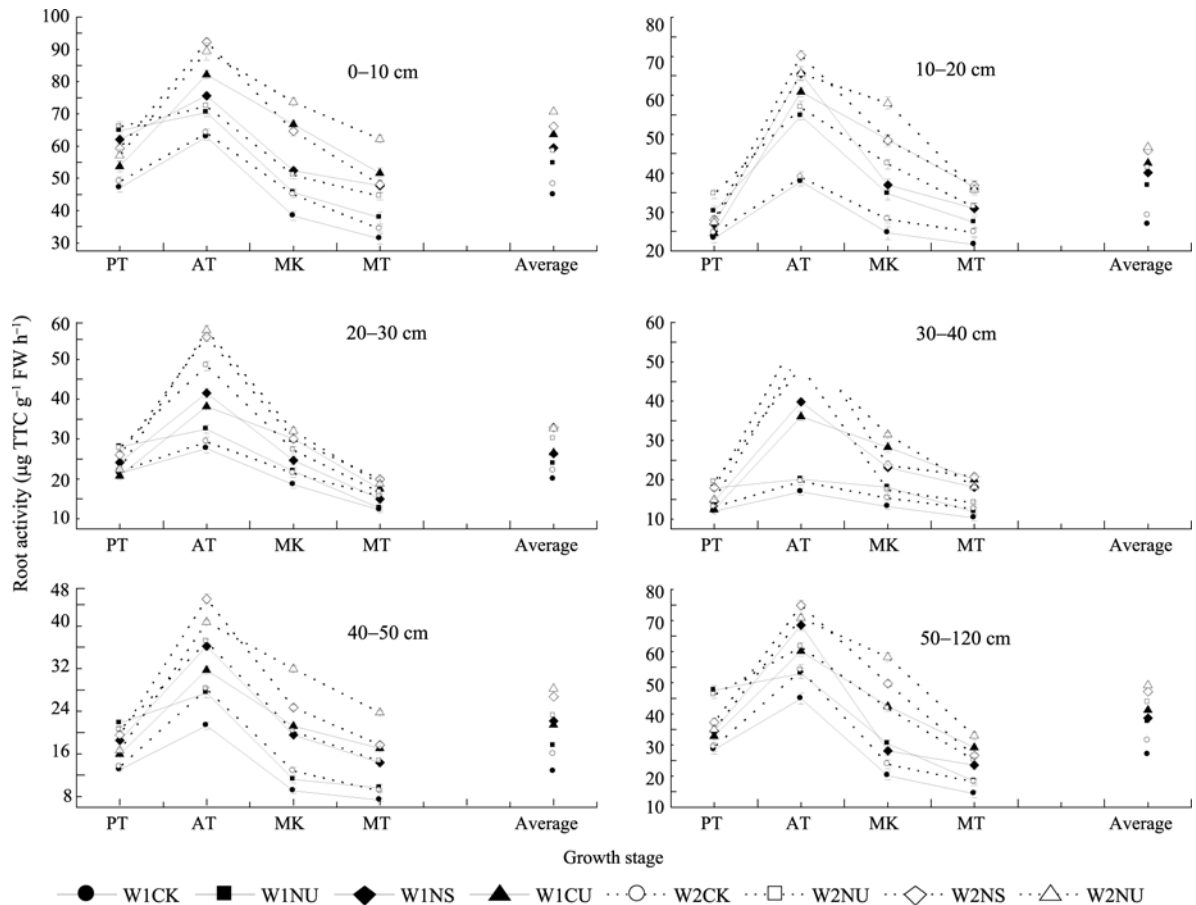 Root activity (µg TTC g⁻¹ FW h⁻¹)
100
90
80
70
60
50
40
30
0–10 cm
PT AT MK MT Average
80
70
60
50
40
30
20
10–20 cm
PT AT MK MT Average
60
50
40
30
20
10
20–30 cm
PT AT MK MT Average
60
50
40
30
20
10
30–40 cm
PT AT MK MT Average
48
40
32
24
16
8
40–50 cm
PT AT MK MT Average
80
70
60
50
40
30
20
10
50–120 cm
PT AT MK MT Average
Growth stage
W1CK W1NU W1NS W1CU W2CK W2NU W2NS W2NU